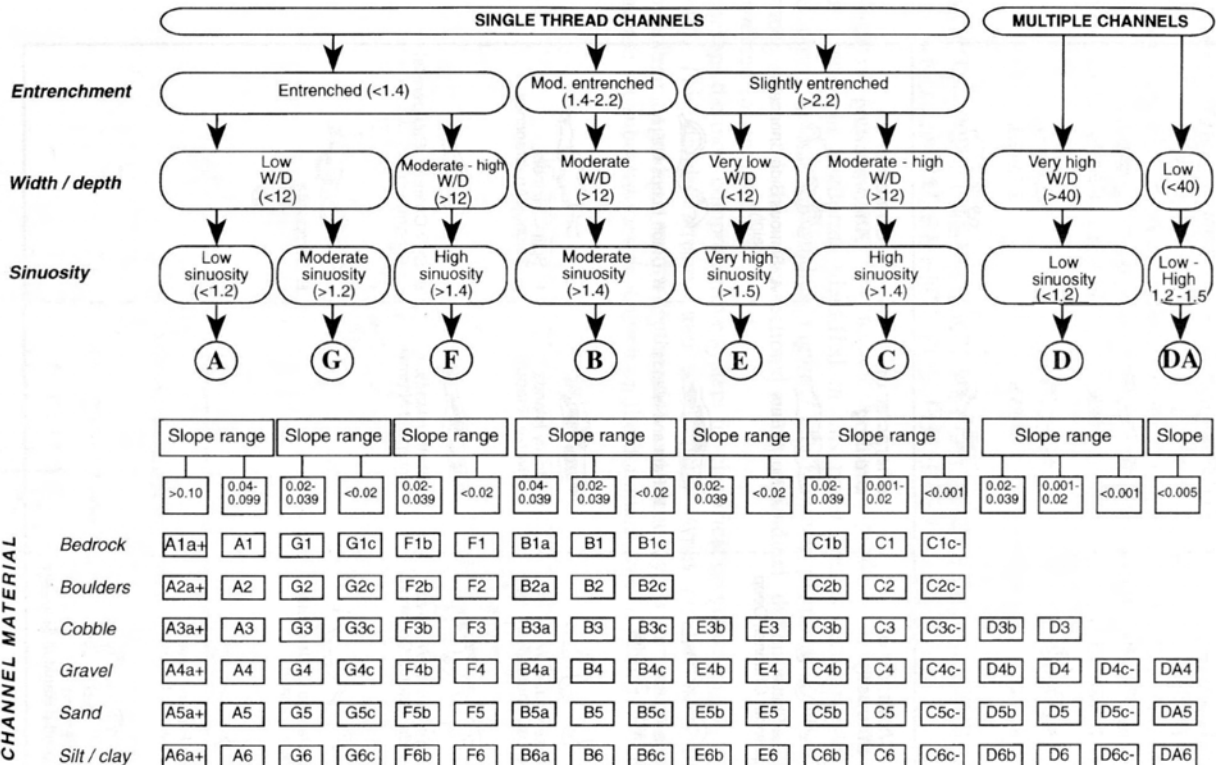 SINGLE THREAD CHANNELS MULTIPLE CHANNELS
Entrenchment Entrenched (<1.4) Mod. entrenched (1.4-2.2) Slightly entrenched (>2.2)
Width / depth Low W/D (<12) Moderate - high W/D (>12) Moderate W/D (>12) Very low W/D (<12) Moderate - high W/D (>12) Very high W/D (>40) Low (<40)
Sinuosity Low sinuosity (<1.2) Moderate sinuosity (>1.2) High sinuosity (>1.4) Moderate sinuosity (>1.4) Very high sinuosity (>1.5) High sinuosity (>1.4) Low sinuosity (<1.2) Low - High 1.2-1.5
A G F B E C D DA
Slope range Slope range Slope range Slope range Slope range Slope range Slope range Slope
>0.10 0.04-0.099 0.02-0.039 <0.02 0.02-0.039 <0.02 0.04-0.039 0.02-0.039 <0.02 0.02-0.039 <0.02 0.02-0.039 0.001-0.02 <0.001 0.02-0.039 0.001-0.02 <0.001 <0.005
CHANNEL MATERIAL
Bedrock A1a+ A1 G1 G1c F1b F1 B1a B1 B1c C1b C1 C1c-
Boulders A2a+ A2 G2 G2c F2b F2 B2a B2 B2c C2b C2 C2c-
Cobble A3a+ A3 G3 G3c F3b F3 B3a B3 B3c E3b E3 C3b C3 C3c- D3b D3
Gravel A4a+ A4 G4 G4c F4b F4 B4a B4 B4c E4b E4 C4b C4 C4c- D4b D4 D4c- DA4
Sand A5a+ A5 G5 G5c F5b F5 B5a B5 B5c E5b E5 C5b C5 C5c- D5b D5 D5c- DA5
Silt / clay A6a+ A6 G6 G6c F6b F6 B6a B6 B6c E6b E6 C6b C6 C6c- D6b D6 D6c- DA6